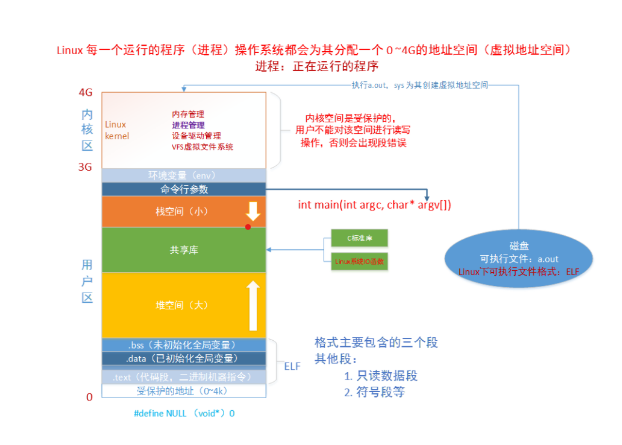 Linux 每一个运行的程序（进程）操作系统都会为其分配一个 0~4G的地址空间（虚拟地址空间）
进程：正在运行的程序
执行a.out，sys 为其创建虚拟地址空间
4G
内核区
Linux kernel
内存管理
进程管理
设备驱动管理
VFS虚拟文件系统
内核空间是受保护的，
用户不能对该空间进行读写
操作，否则会出现段错误
3G
环境变量（env）
命令行参数
int main(int argc, char* argv[])
栈空间（小）
共享库
C标准库
Linux系统IO函数
磁盘
可执行文件：a.out
Linux下可执行文件格式：ELF
用户区
堆空间（大）
.bss（未初始化全局变量）
.data（已初始化全局变量）
.text（代码段，二进制机器指令）
受保护的地址（0~4k）
ELF
格式主要包含的三个段
其他段：
1. 只读数据段
2. 符号段等
0
#define NULL （void*）0